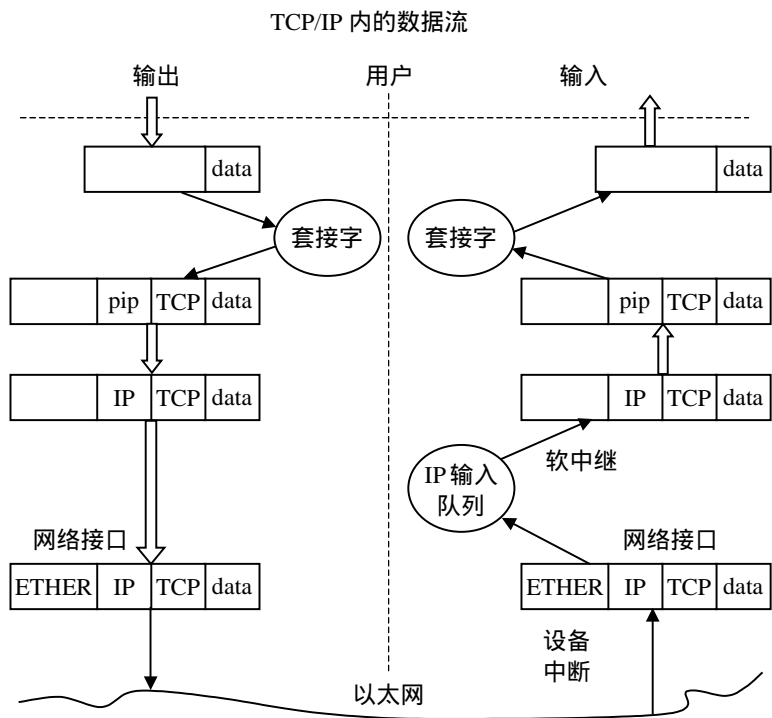 TCP/IP 内的数据流
输出 用户 输入
data data
套接字 套接字
pip TCP data pip TCP data
IP TCP data IP TCP data
软中继
IP 输入
队列
网络接口 网络接口
ETHER IP TCP data ETHER IP TCP data
设备
中断
以太网